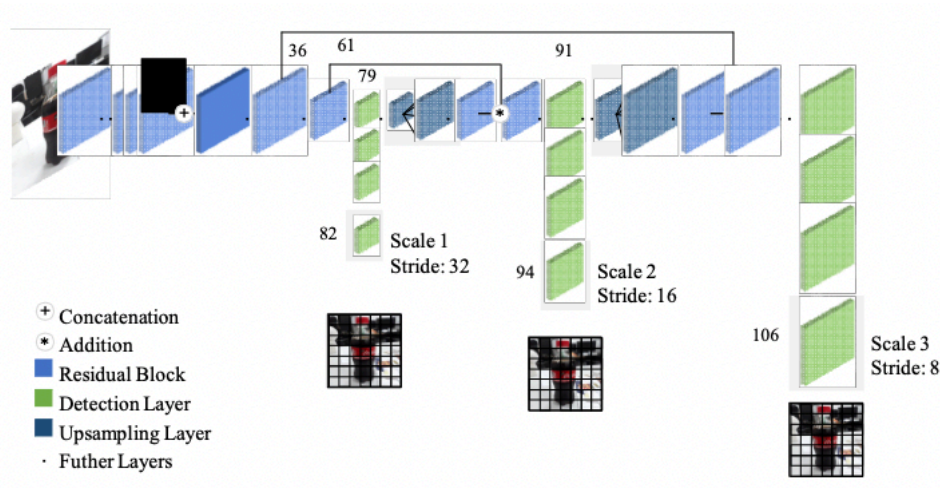 36
61
91
79
+
*
82
Scale 1
Stride: 32
94
Scale 2
Stride: 16
106
Scale 3
Stride: 8
+ Concatenation
* Addition
Residual Block
Detection Layer
Upsampling Layer
· Futher Layers